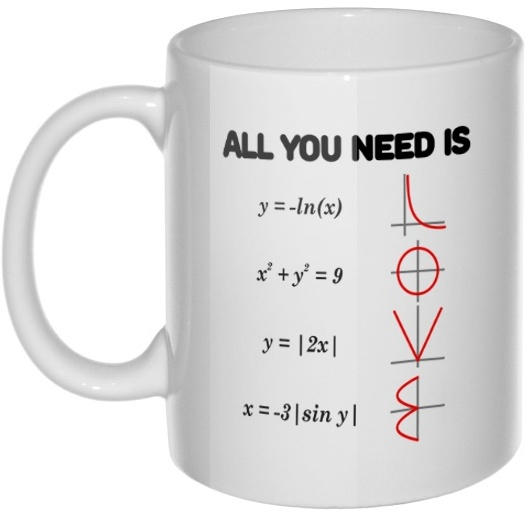 ALL YOU NEED IS
y = -ln(x)
x² + y² = 9
y = |2x|
x = -3|sin y|